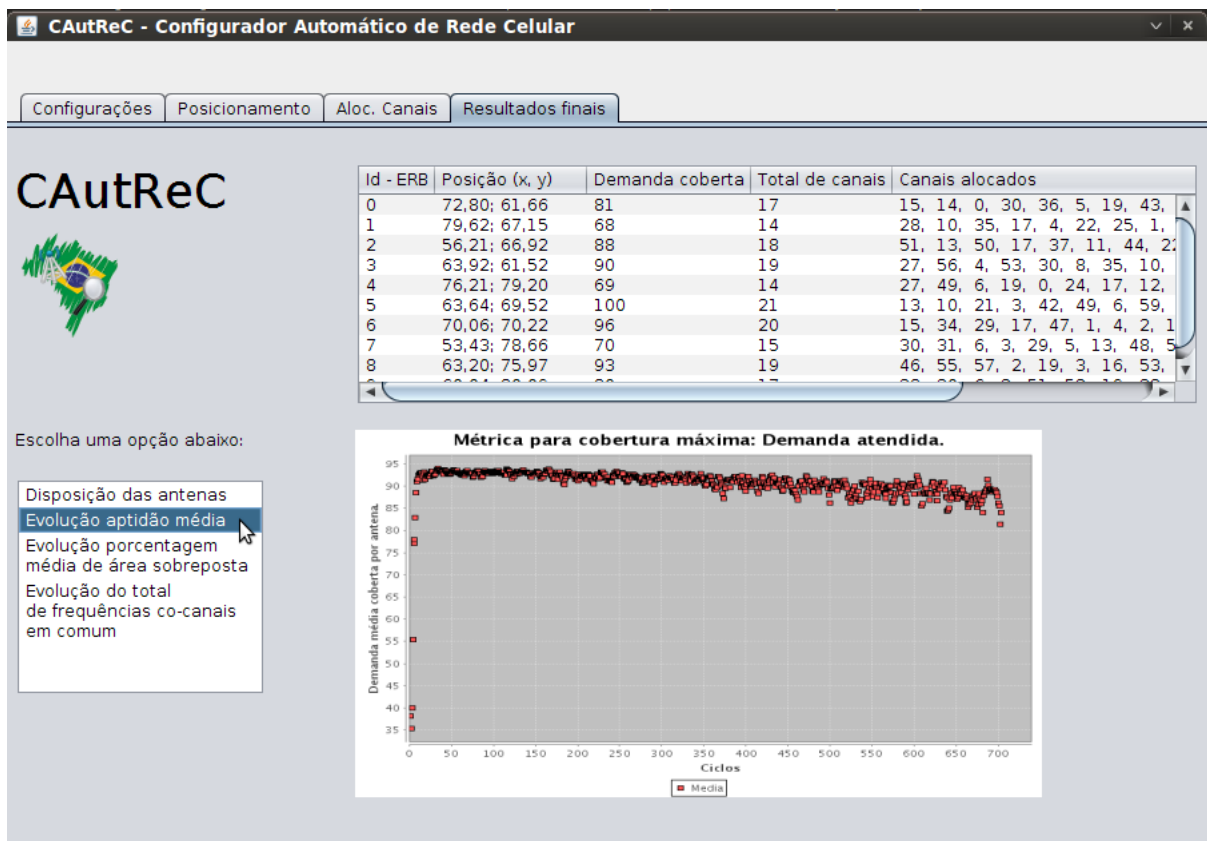 CAutReC - Configurador Automático de Rede Celular
Configurações Posicionamento Aloc. Canais Resultados finais
CAutReC
Id - ERB Posição (x, y) Demanda coberta Total de canais Canais alocados
0 72,80; 61,66 81 17 15, 14, 0, 30, 36, 5, 19, 43,
1 79,62; 67,15 68 14 28, 10, 35, 17, 4, 22, 25, 1,
2 56,21; 66,92 88 18 51, 13, 50, 17, 37, 11, 44,
3 63,92; 61,52 90 19 27, 56, 4, 53, 30, 8, 35, 10,
4 76,21; 79,20 69 14 27, 49, 6, 19, 0, 24, 17, 12,
5 63,64; 69,52 100 21 13, 10, 21, 3, 42, 49, 6, 59,
6 70,06; 70,22 96 20 15, 34, 29, 17, 47, 1, 4, 2,
7 53,43; 78,66 70 15 30, 31, 6, 3, 29, 5, 13, 48,
8 63,20; 75,97 93 19 46, 55, 57, 2, 19, 3, 16, 53,
Escolha uma opção abaixo:
Disposição das antenas
Evolução aptidão média
Evolução porcentagem
média de área sobreposta
Evolução do total
de frequências co-canais
em comum
Métrica para cobertura máxima: Demanda atendida.
Demanda média coberta por antena.
95
90
85
80
75
70
65
60
55
50
45
40
35
0 50 100 150 200 250 300 350 400 450 500 550 600 650 700
Ciclos
Media